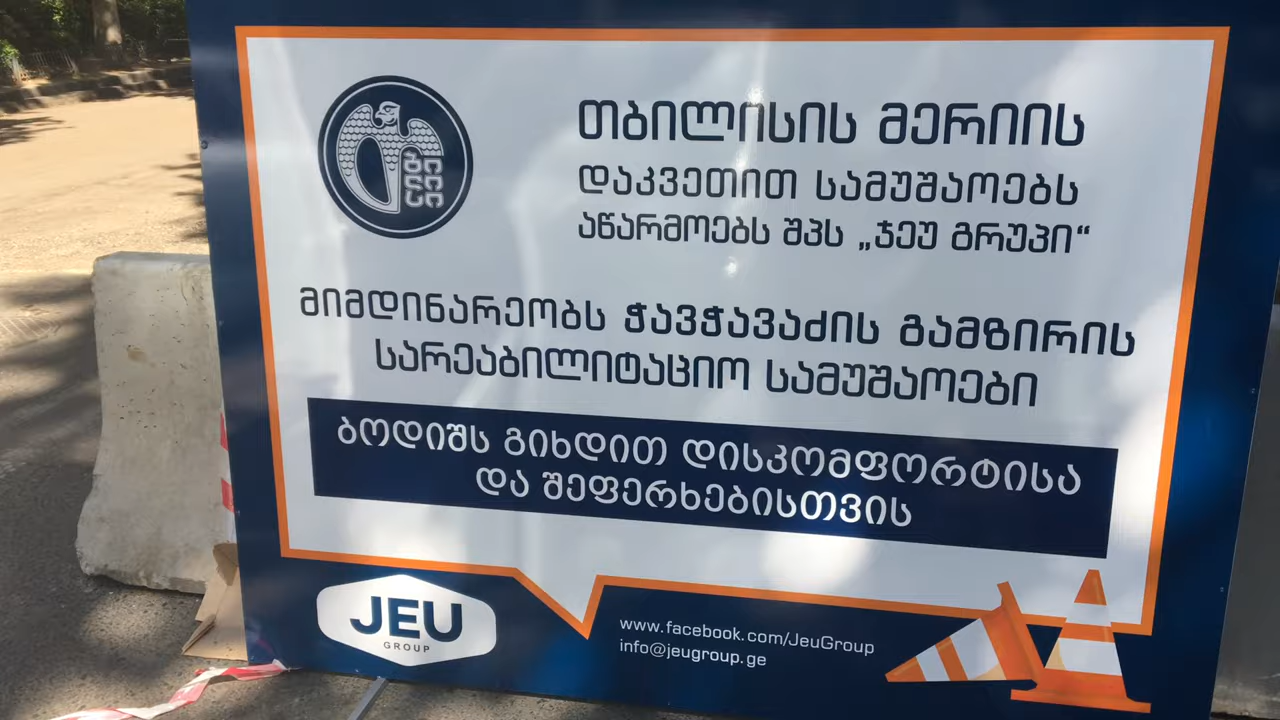 თბილისი
თბილისის მერიის
დაკვეთით სამუშაოებს
აწარმოებს შპს „ჯეუ გრუპი“
მიმდინარეობს ჭავჭავაძის გამზირის
სარეაბილიტაციო სამუშაოები
ბოდიშს გიხდით დისკომფორტისა
და შეფერხებისთვის
JEU
GROUP
www.facebook.com/JeuGroup
info@jeugroup.ge